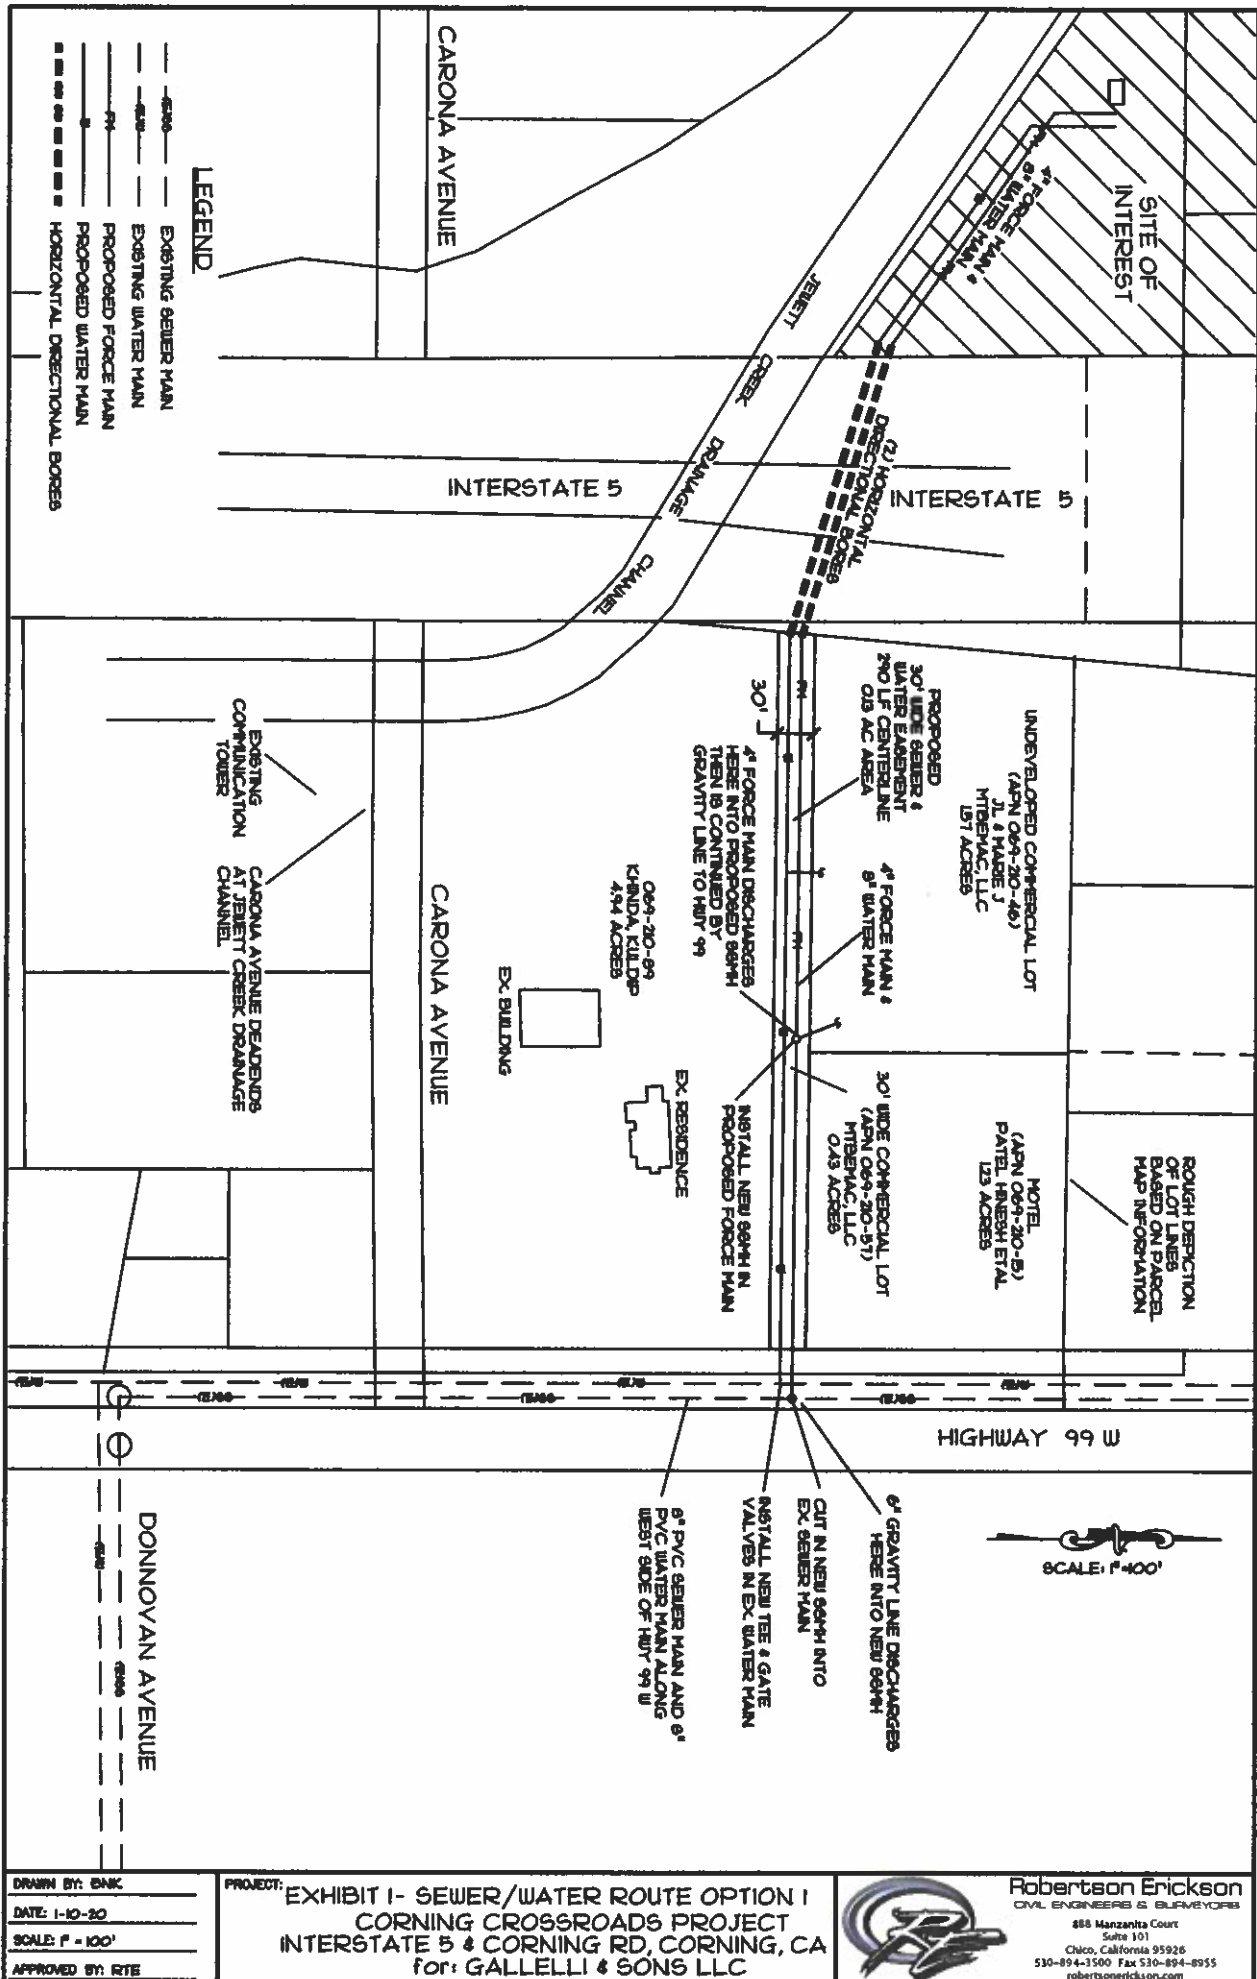 CARONA AVENUE
SITE OF
INTEREST
4" FORCE MAIN &
8" WATER MAIN
JEWETT
CREEK
DRAINAGE
CHANNEL
LEGEND
EXISTING SEWER MAIN
EXISTING WATER MAIN
PROPOSED FORCE MAIN
PROPOSED WATER MAIN
HORIZONTAL DIRECTIONAL BORES
INTERSTATE 5
INTERSTATE 5
(2) HORIZONTAL
DIRECTIONAL BORES
PROPOSED
30' WIDE SEWER &
WATER EASEMENT
290 LF CENTERLINE
0.13 AC AREA
30'
FM
FM
UNDEVELOPED COMMERCIAL LOT
(APN 069-210-46)
JL & MARIE J
MTBEMAC, LLC
1.57 ACRES
4" FORCE MAIN &
8" WATER MAIN
4" FORCE MAIN DISCHARGES
HERE INTO PROPOSED SSMH
THEN IS CONTINUED BY
GRAVITY LINE TO HWY 99
EXISTING
COMMUNICATION
TOWER
CARONA AVENUE DEADENDS
AT JEWETT CREEK DRAINAGE
CHANNEL
CARONA AVENUE
069-210-89
KHINDA, KULDIP
4.94 ACRES
EX. BUILDING
EX. RESIDENCE
INSTALL NEW SSMH IN
PROPOSED FORCE MAIN
30' WIDE COMMERCIAL LOT
(APN 069-210-57)
MTBEMAC, LLC
0.43 ACRES
MOTEL
(APN 069-210-15)
PATEL HINESH ETAL
1.23 ACRES
ROUGH DEPICTION
OF LOT LINES
BASED ON PARCEL
MAP INFORMATION
HIGHWAY 99 W
6" GRAVITY LINE DISCHARGES
HERE INTO NEW SSMH
CUT IN NEW SSMH INTO
EX. SEWER MAIN
INSTALL NEW TEE & GATE
VALVES IN EX. WATER MAIN
8" PVC SEWER MAIN AND 8"
PVC WATER MAIN ALONG
WEST SIDE OF HWY 99 W
SCALE: 1"=100'
DONNOVAN AVENUE
DRAWN BY: BNK
DATE: 1-10-20
SCALE: 1" = 100'
APPROVED BY: RTE
PROJECT: EXHIBIT 1- SEWER/WATER ROUTE OPTION 1
CORNING CROSSROADS PROJECT
INTERSTATE 5 & CORNING RD, CORNING, CA
for: GALLELLI & SONS LLC
Robertson Erickson
CIVIL ENGINEERS & SURVEYORS
888 Manzanita Court
Suite 101
Chico, California 95926
530-894-3500 Fax 530-894-8955
robertsonerickson.com